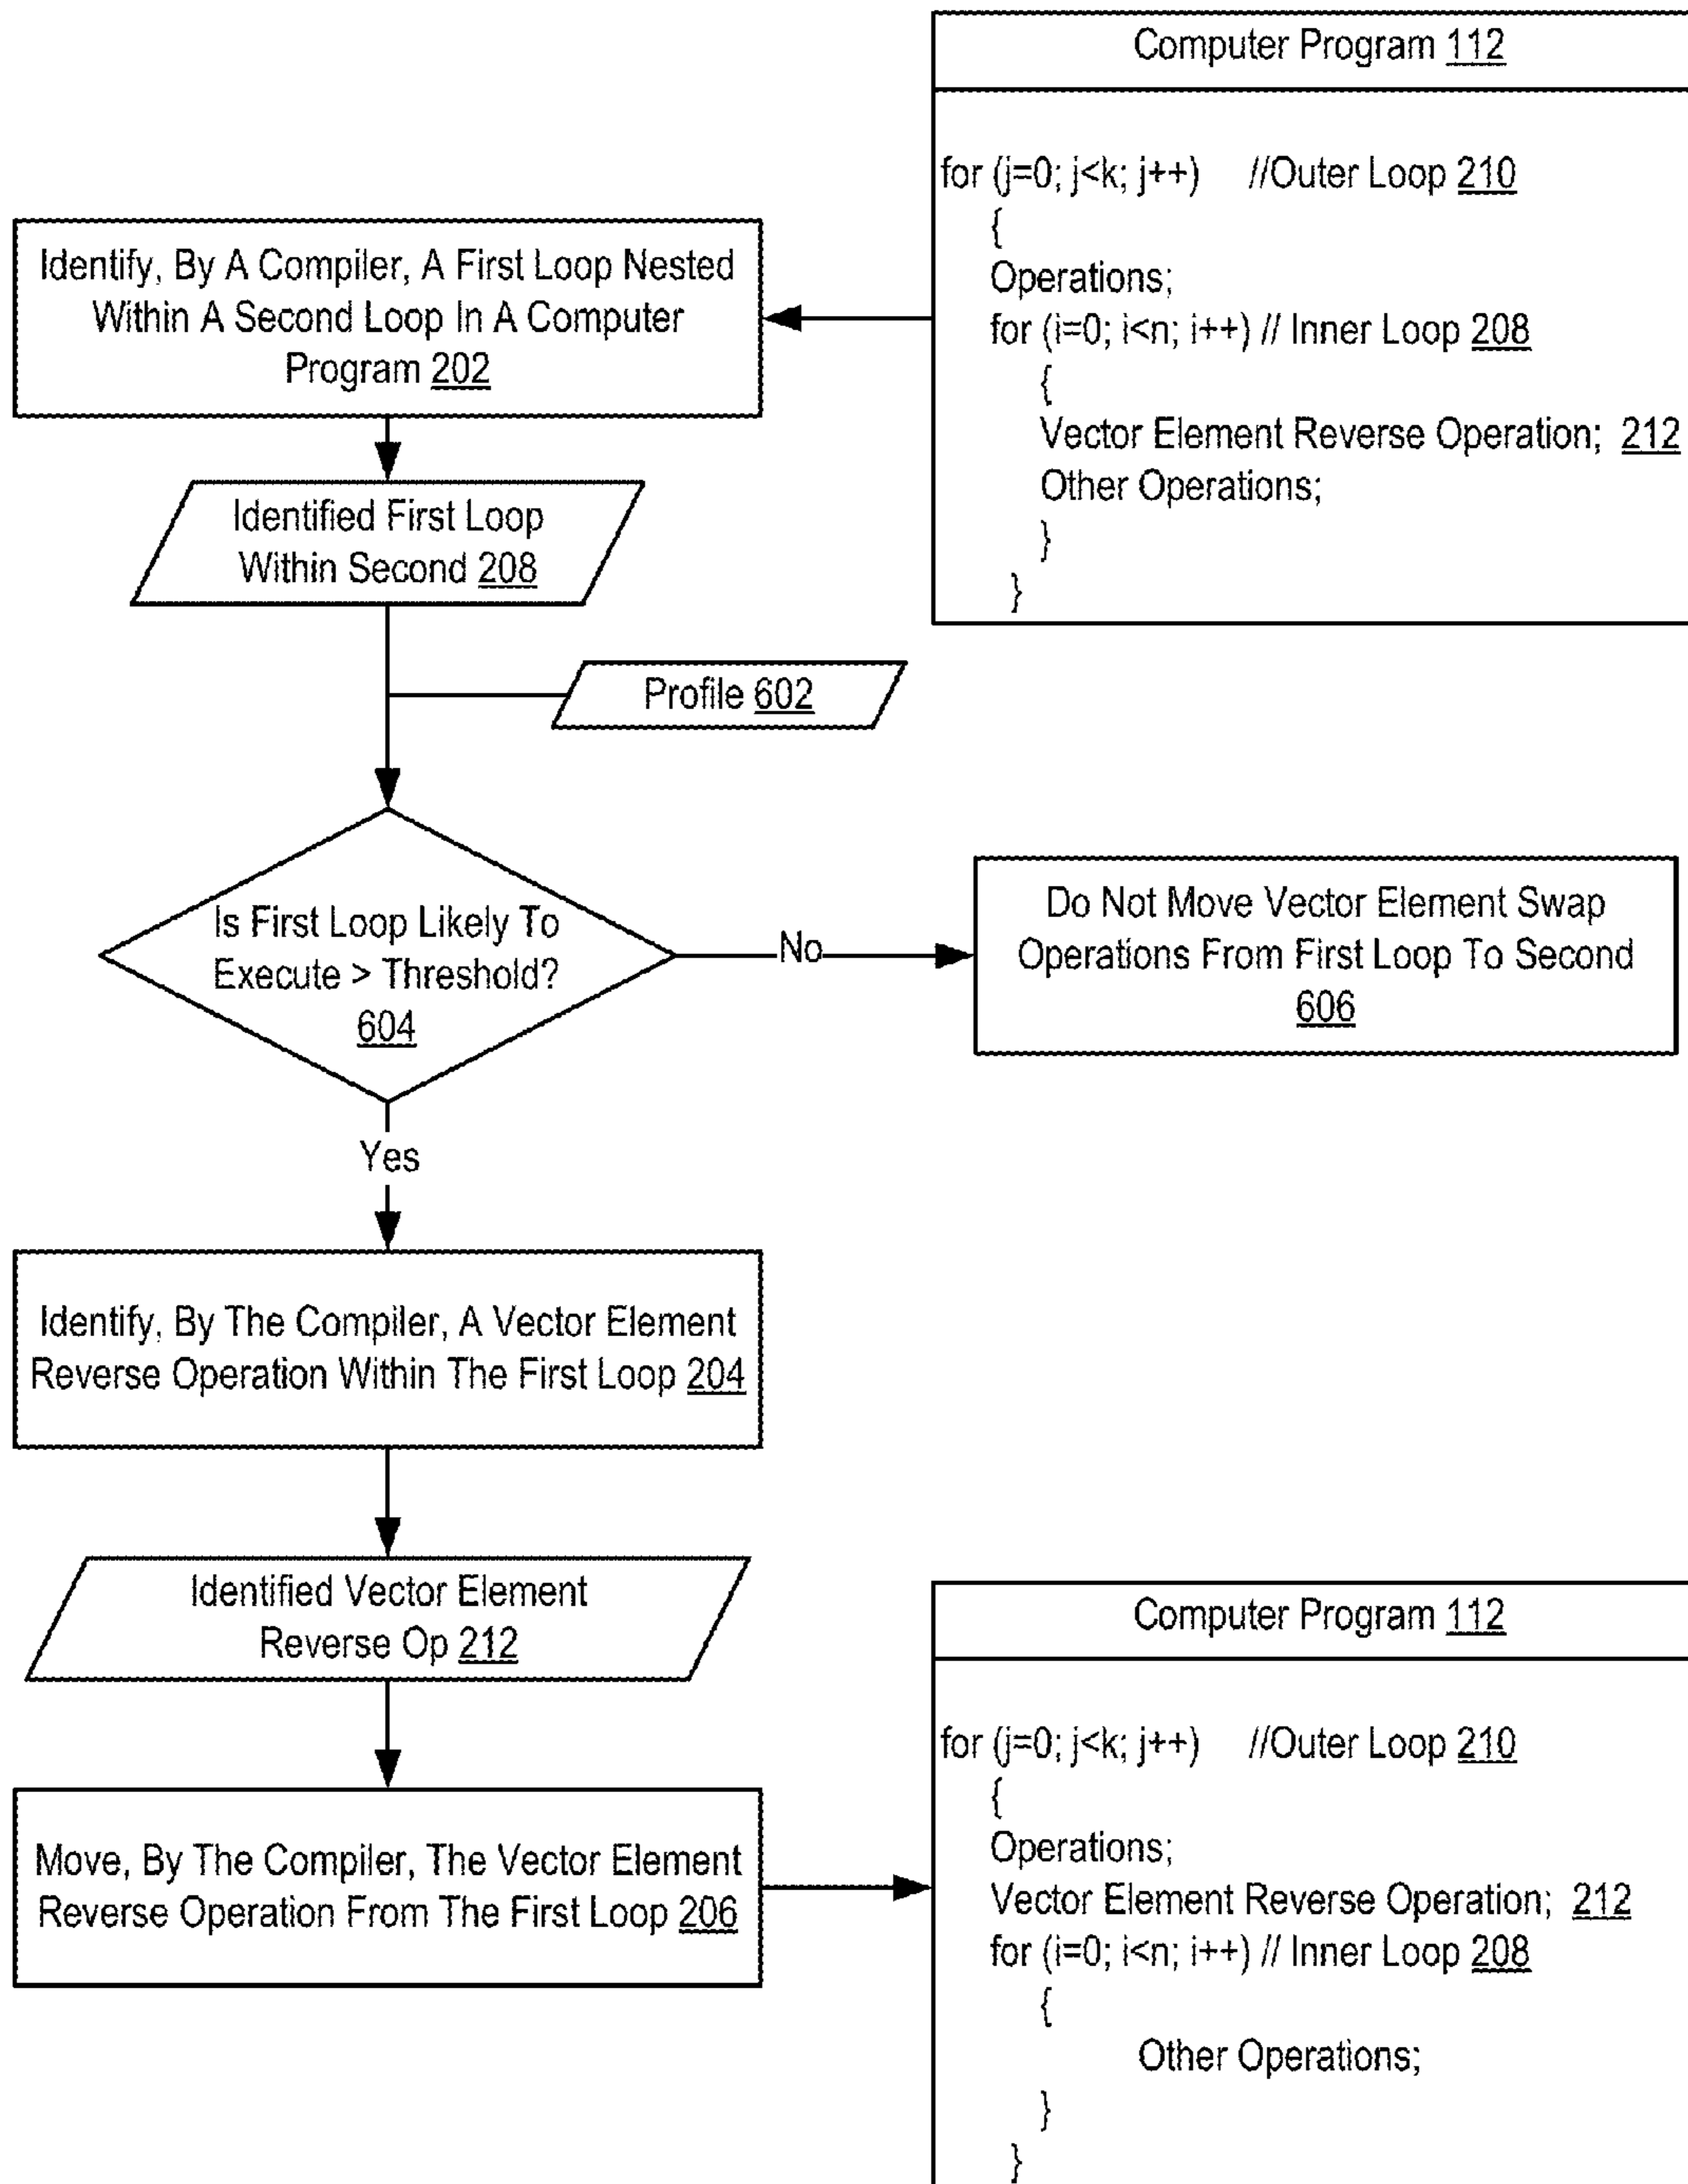 Computer Program 112
for (j=0; j<k; j++) //Outer Loop 210
{
Operations;
for (i=0; i<n; i++) // Inner Loop 208
{
Vector Element Reverse Operation; 212
Other Operations;
}
}
Identify, By A Compiler, A First Loop Nested
Within A Second Loop In A Computer
Program 202
Identified First Loop
Within Second 208
Profile 602
Is First Loop Likely To
Execute > Threshold?
604
No
Do Not Move Vector Element Swap
Operations From First Loop To Second
606
Yes
Identify, By The Compiler, A Vector Element
Reverse Operation Within The First Loop 204
Identified Vector Element
Reverse Op 212
Move, By The Compiler, The Vector Element
Reverse Operation From The First Loop 206
Computer Program 112
for (j=0; j<k; j++) //Outer Loop 210
{
Operations;
Vector Element Reverse Operation; 212
for (i=0; i<n; i++) // Inner Loop 208
{
Other Operations;
}
}